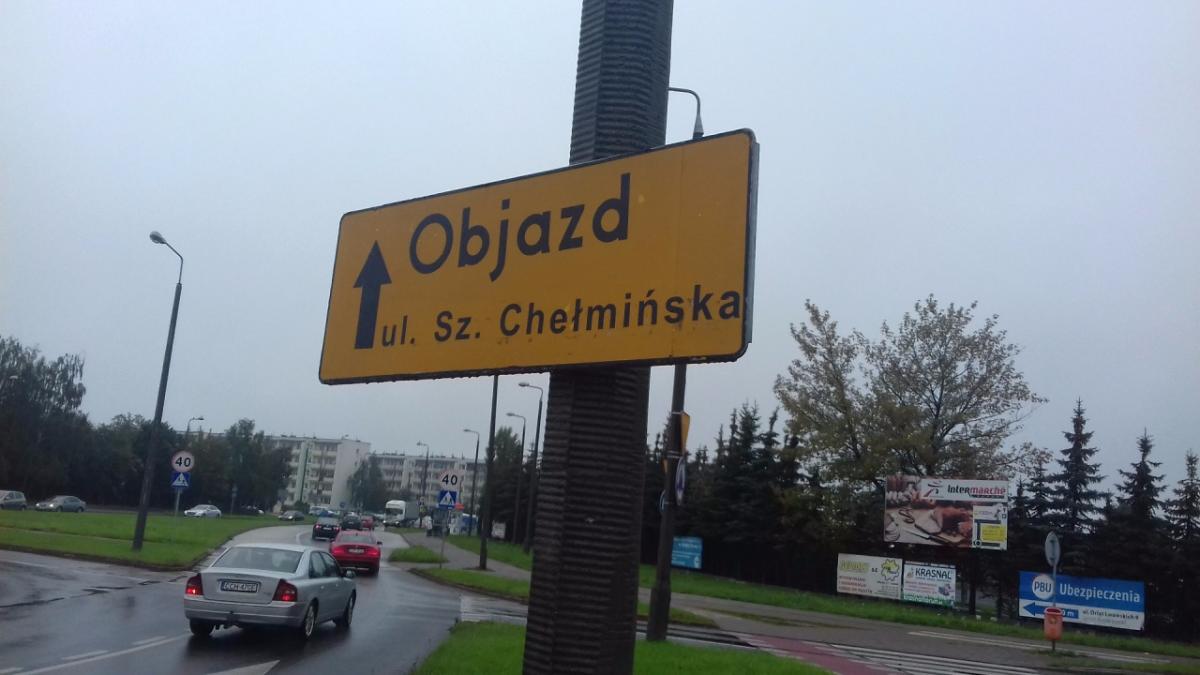 Objazd
ul. Sz. Chełmińska
40
40
Intermarché
KRASNAL
PBU Ubezpieczenia